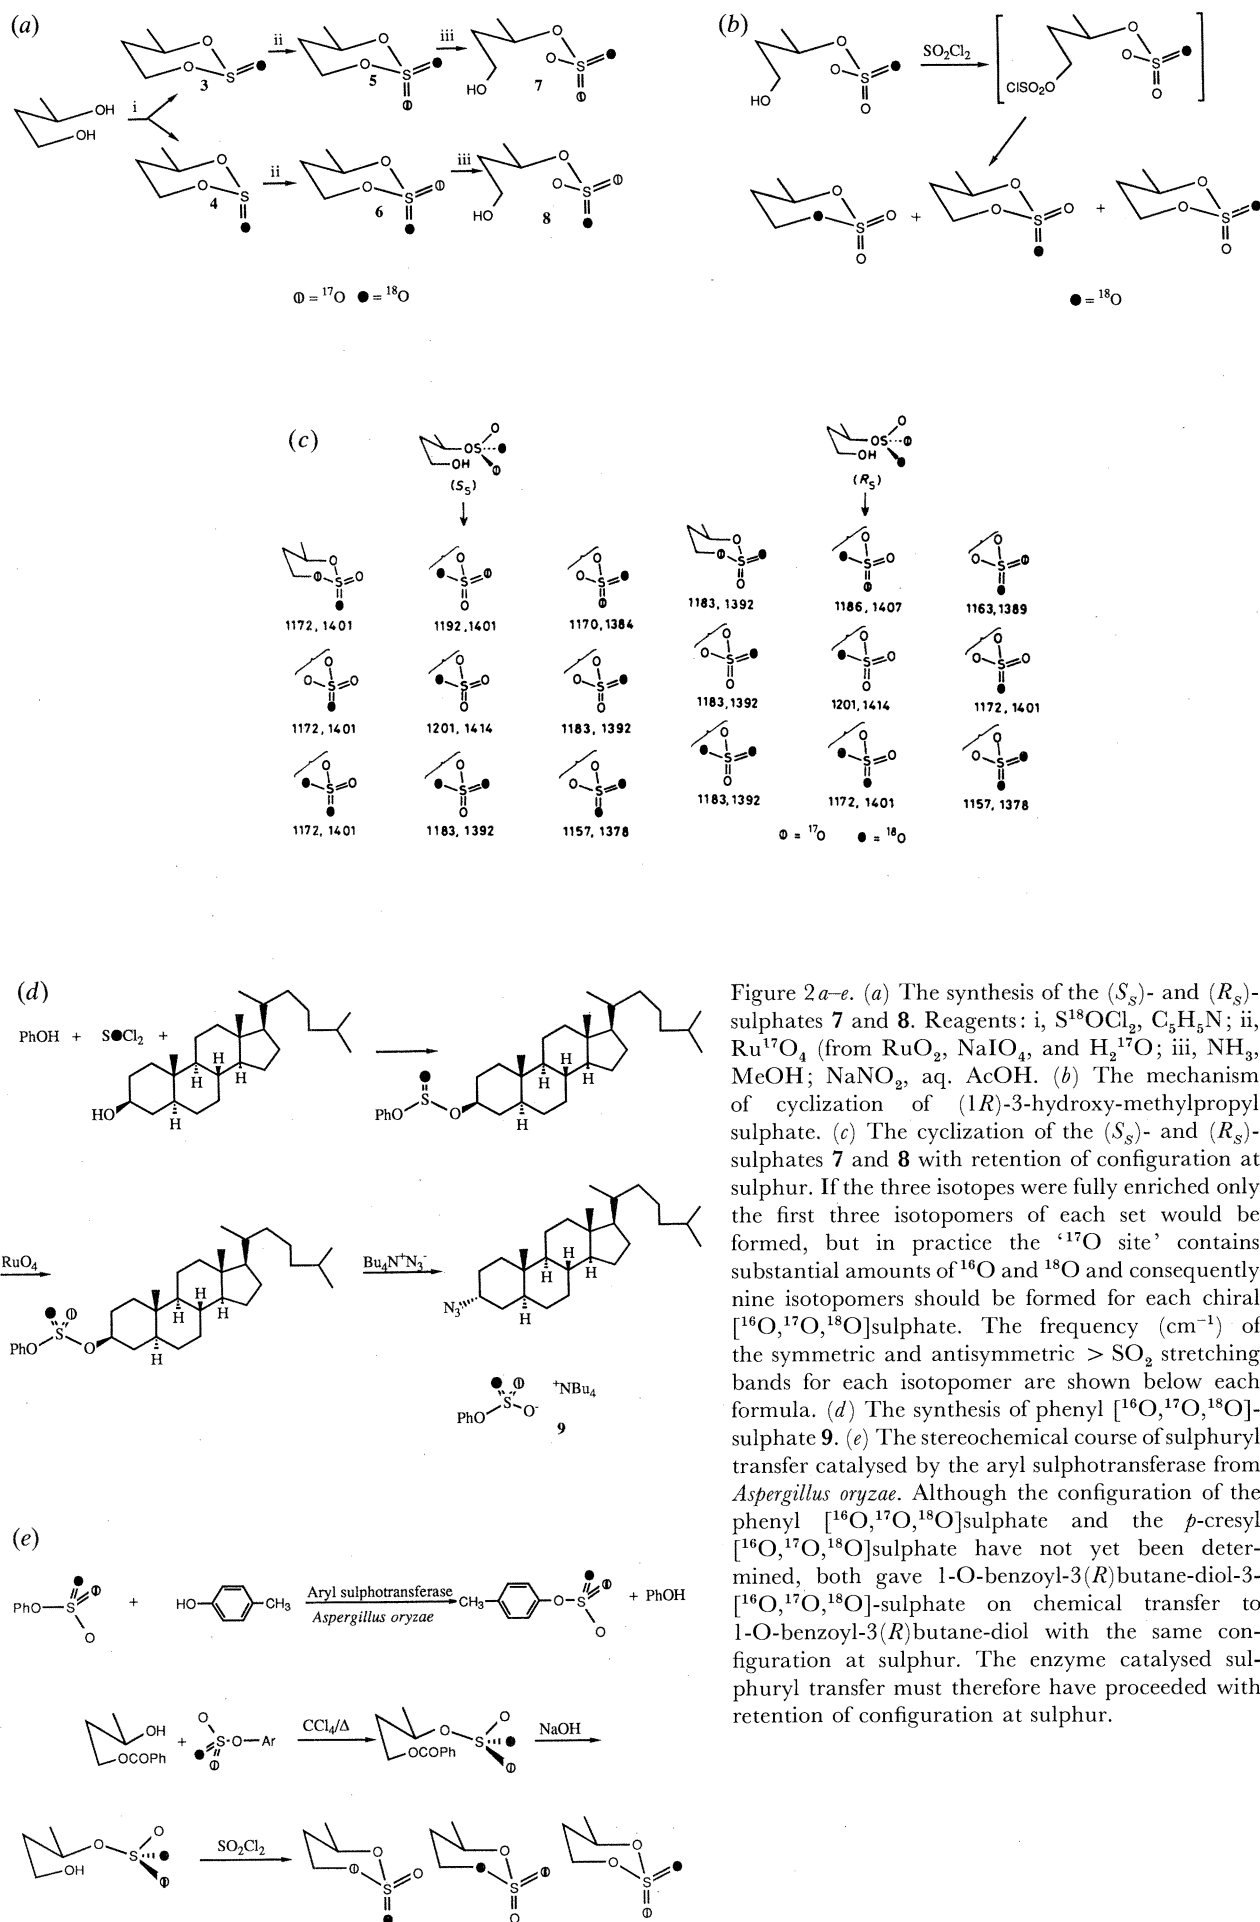 (a)
O
O
S
3
ii
O
O
S
5
iii
O
O
S
HO
7
OH
OH
i
O
O
S
4
ii
O
O
S
6
iii
O
O
S
HO
8
⦶ = ¹⁷O ● = ¹⁸O
(b)
O
O
S
O
HO
SO₂Cl₂
O
O
S
O
ClSO₂O
O
S
O
O
+
O
O
S
O
+
O
O
S
O
● = ¹⁸O
(c)
O
OS
OH
(S_S)
O
OS
OH
(R_S)
1172, 1401
1192, 1401
1170, 1384
1183, 1392
1186, 1407
1163, 1389
1172, 1401
1201, 1414
1183, 1392
1183, 1392
1201, 1414
1172, 1401
1172, 1401
1183, 1392
1157, 1378
1183, 1392
1172, 1401
1157, 1378
⦶ = ¹⁷O ● = ¹⁸O
(d)
PhOH + S●Cl₂ +
HO
H
H
H
PhO
S
O
H
H
H
RuO₄
PhO
S
O
H
H
H
Bu₄N⁺N₃⁻
N₃
H
H
H
PhO
S
O⁻
⁺NBu₄
9
Figure 2 a–e. (a) The synthesis of the (S_S)- and (R_S)-
sulphates 7 and 8. Reagents: i, S¹⁸OCl₂, C₅H₅N; ii,
Ru¹⁷O₄ (from RuO₂, NaIO₄, and H₂¹⁷O; iii, NH₃,
MeOH; NaNO₂, aq. AcOH. (b) The mechanism
of cyclization of (1R)-3-hydroxy-methylpropyl
sulphate. (c) The cyclization of the (S_S)- and (R_S)-
sulphates 7 and 8 with retention of configuration at
sulphur. If the three isotopes were fully enriched only
the first three isotopomers of each set would be
formed, but in practice the ‘¹⁷O site’ contains
substantial amounts of ¹⁶O and ¹⁸O and consequently
nine isotopomers should be formed for each chiral
[¹⁶O,¹⁷O,¹⁸O]sulphate. The frequency (cm⁻¹) of
the symmetric and antisymmetric > SO₂ stretching
bands for each isotopomer are shown below each
formula. (d) The synthesis of phenyl [¹⁶O,¹⁷O,¹⁸O]-
sulphate 9. (e) The stereochemical course of sulphuryl
transfer catalysed by the aryl sulphotransferase from
Aspergillus oryzae. Although the configuration of the
phenyl [¹⁶O,¹⁷O,¹⁸O]sulphate and the p-cresyl
[¹⁶O,¹⁷O,¹⁸O]sulphate have not yet been deter-
mined, both gave 1-O-benzoyl-3(R)butane-diol-3-
[¹⁶O,¹⁷O,¹⁸O]-sulphate on chemical transfer to
1-O-benzoyl-3(R)butane-diol with the same con-
figuration at sulphur. The enzyme catalysed sul-
phuryl transfer must therefore have proceeded with
retention of configuration at sulphur.
(e)
PhO
S
O
+
HO
CH₃
Aryl sulphotransferase
Aspergillus oryzae
CH₃
O
S
O
+ PhOH
OH
OCOPh
+
O
S
O
Ar
CCl₄/Δ
O
OCOPh
S
O
NaOH
O
OH
S
O
SO₂Cl₂
O
S
O
O
S
O
O
O
S